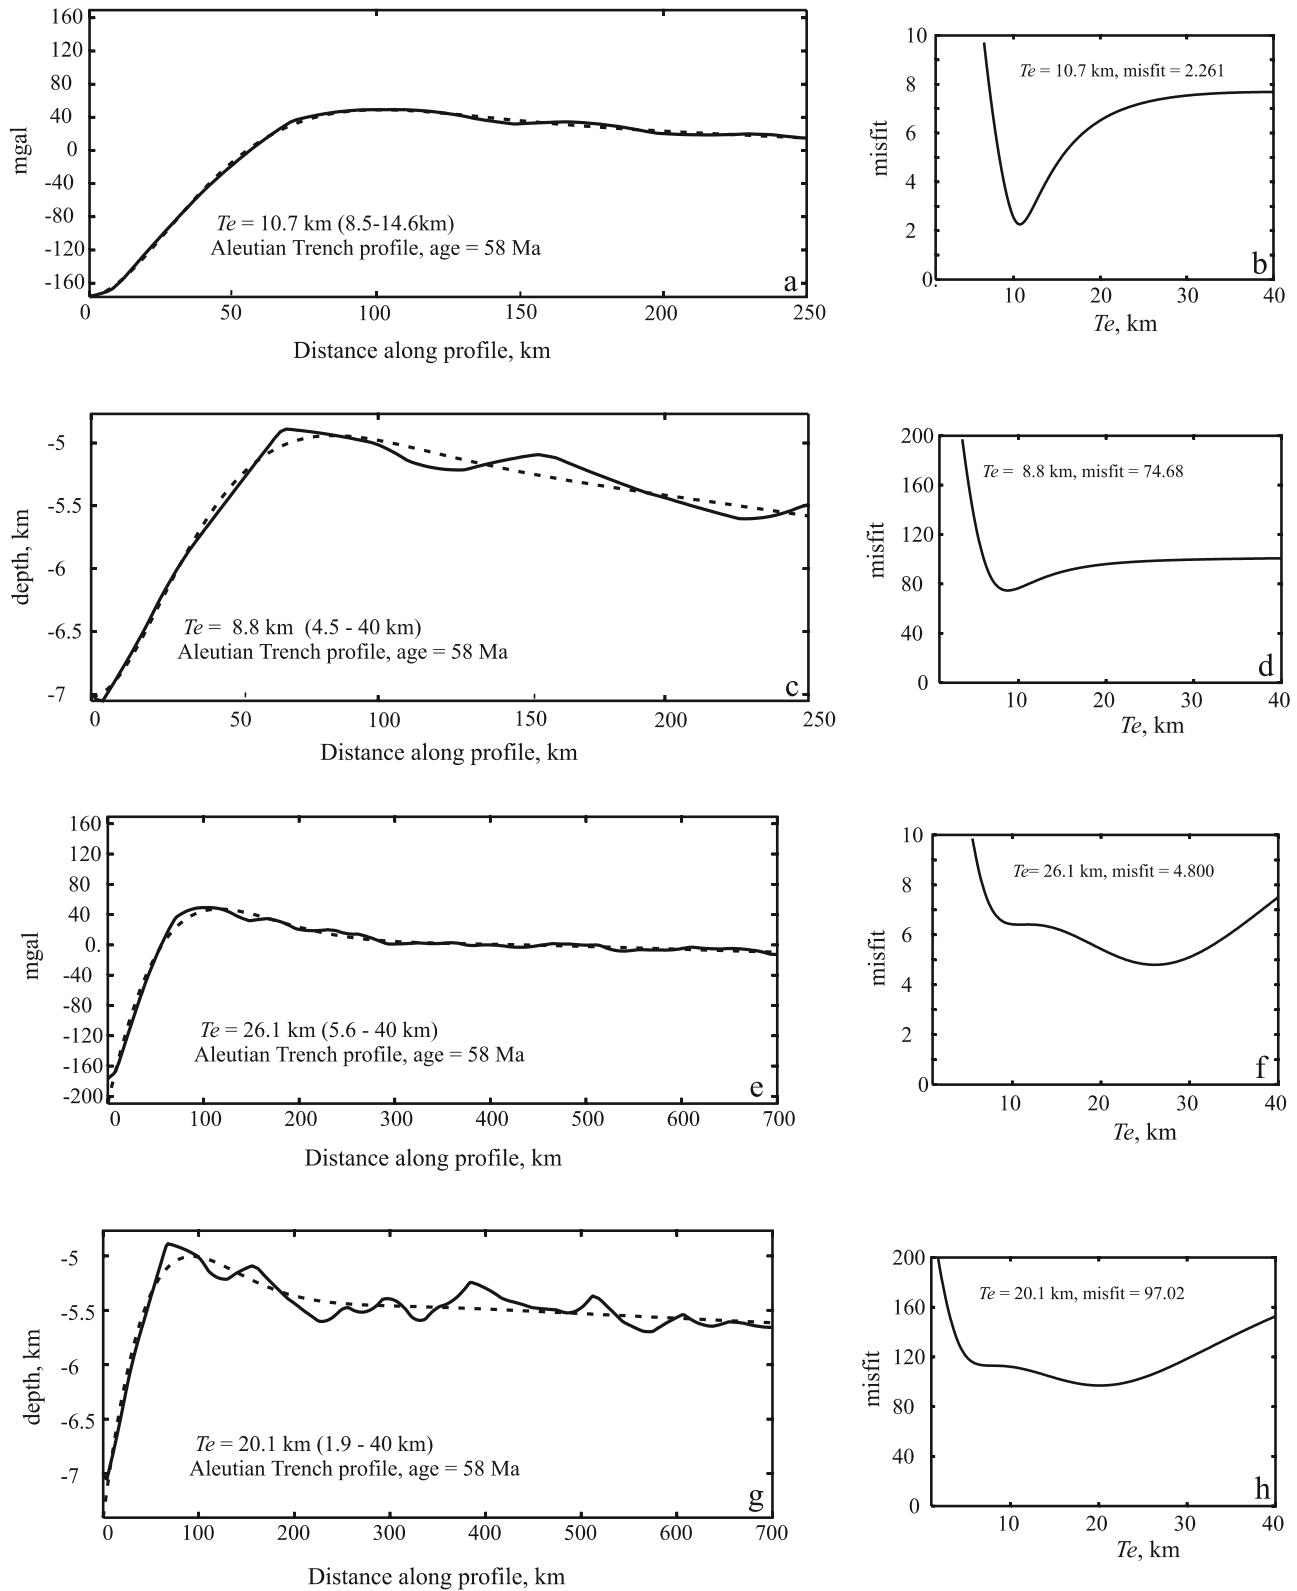 160
120
80
40
0
-40
-80
-120
-160
mgal
Te = 10.7 km (8.5-14.6km)
Aleutian Trench profile, age = 58 Ma
a
0 50 100 150 200 250
Distance along profile, km
10
8
6
4
2
0
misfit
Te = 10.7 km, misfit = 2.261
b
10 20 30 40
Te, km
-5
-5.5
-6
-6.5
-7
depth, km
Te = 8.8 km (4.5 - 40 km)
Aleutian Trench profile, age = 58 Ma
c
0 50 100 150 200 250
Distance along profile, km
200
160
120
80
40
0
misfit
Te = 8.8 km, misfit = 74.68
d
10 20 30 40
Te, km
160
120
80
40
0.
-40
-80
-120
-160
-200
mgal
Te = 26.1 km (5.6 - 40 km)
Aleutian Trench profile, age = 58 Ma
e
0 100 200 300 400 500 600 700
Distance along profile, km
10
8
6
4
2
0
misfit
Te= 26.1 km, misfit = 4.800
f
10 20 30 40
Te, km
-5
-5.5
-6
-6.5
-7
depth, km
Te = 20.1 km (1.9 - 40 km)
Aleutian Trench profile, age = 58 Ma
g
0 100 200 300 400 500 600 700
Distance along profile, km
200
160
120
80
40
0
misfit
Te = 20.1 km, misfit = 97.02
h
10 20 30 40
Te, km